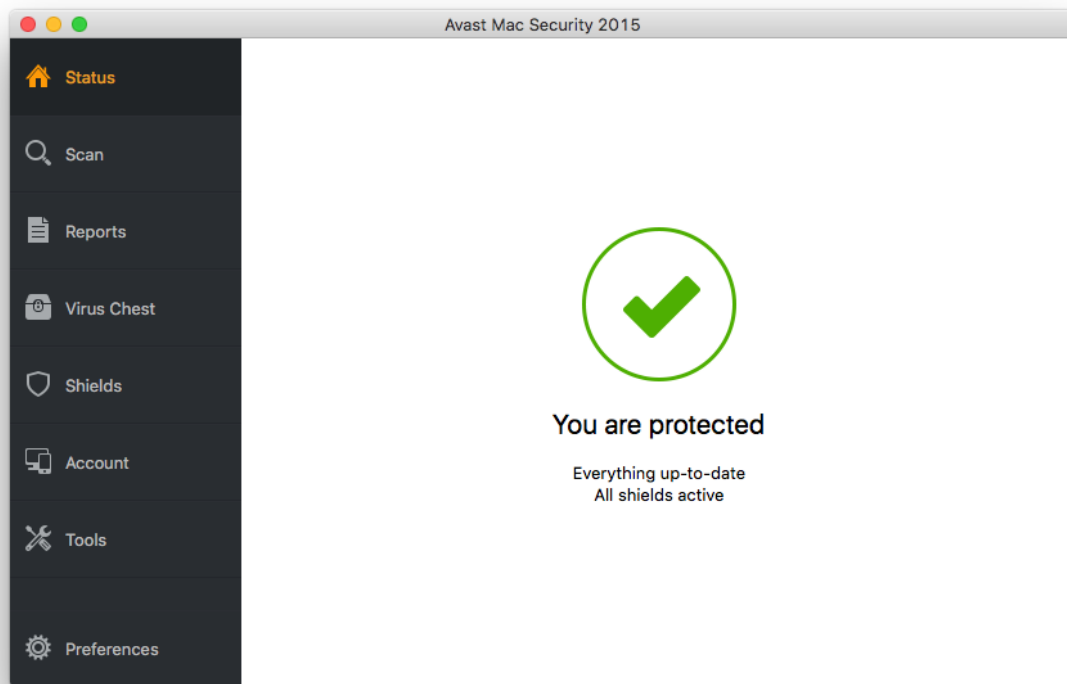 Avast Mac Security 2015
Status
Scan
Reports
Virus Chest
Shields
Account
Tools
Preferences
You are protected
Everything up-to-date
All shields active